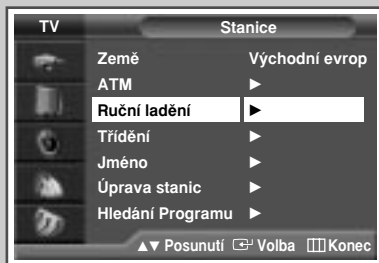 TV Stanice
Země Východní evrop
ATM ►
Ruční ladění ►
Třídění ►
Jméno ►
Úprava stanic ►
Hledání Programu ►
▲▼ Posunutí Volba Konec